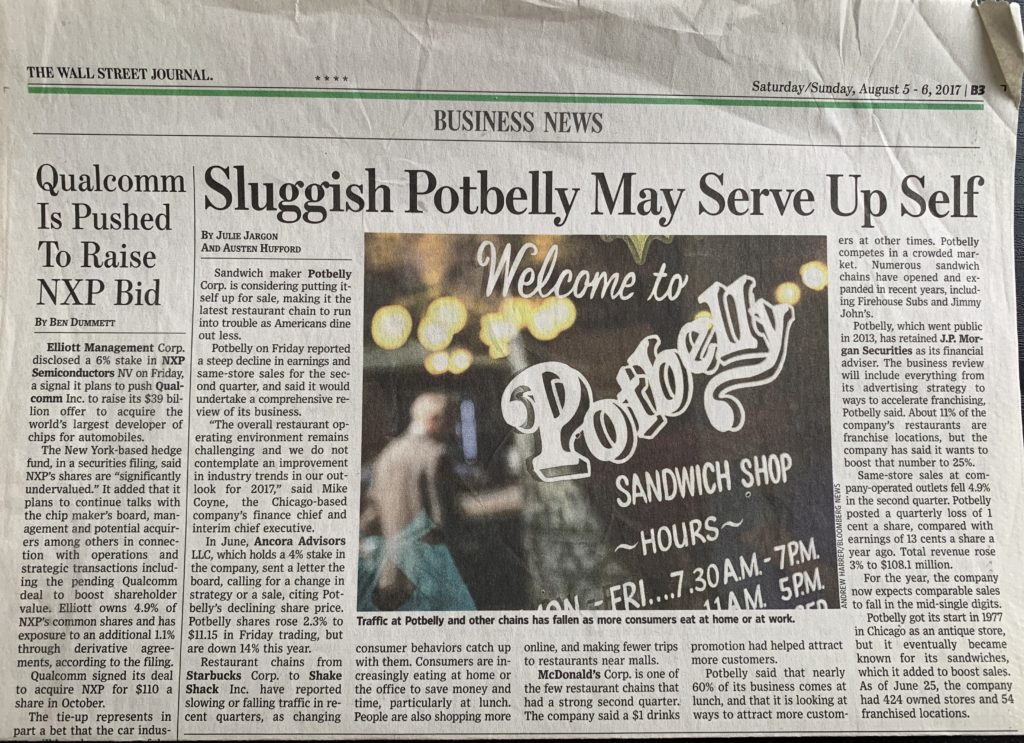 THE WALL STREET JOURNAL.
* * * *
Saturday/Sunday, August 5 - 6, 2017 | B3
BUSINESS NEWS
Qualcomm
Is Pushed
To Raise
NXP Bid
BY BEN DUMMETT
Elliott Management Corp.
disclosed a 6% stake in NXP
Semiconductors NV on Friday,
a signal it plans to push Qual-
comm Inc. to raise its $39 bil-
lion offer to acquire the
world's largest developer of
chips for automobiles.
The New York-based hedge
fund, in a securities filing, said
NXP's shares are "significantly
undervalued." It added that it
plans to continue talks with
the chip maker's board, man-
agement and potential acquir-
ers among others in connec-
tion with operations and
strategic transactions includ-
ing the pending Qualcomm
deal to boost shareholder
value. Elliott owns 4.9% of
NXP's common shares and has
exposure to an additional 1.1%
through derivative agree-
ments, according to the filing.
Qualcomm signed its deal
to acquire NXP for $110 a
share in October.
The tie-up represents in
part a bet that the car indus-
Sluggish Potbelly May Serve Up Self
BY JULIE JARGON
AND AUSTEN HUFFORD
Sandwich maker Potbelly
Corp. is considering putting it-
self up for sale, making it the
latest restaurant chain to run
into trouble as Americans dine
out less.
Potbelly on Friday reported
a steep decline in earnings and
same-store sales for the sec-
ond quarter, and said it would
undertake a comprehensive re-
view of its business.
"The overall restaurant op-
erating environment remains
challenging and we do not
contemplate an improvement
in industry trends in our out-
look for 2017," said Mike
Coyne, the Chicago-based
company's finance chief and
interim chief executive.
In June, Ancora Advisors
LLC, which holds a 4% stake in
the company, sent a letter the
board, calling for a change in
strategy or a sale, citing Pot-
belly's declining share price.
Potbelly shares rose 2.3% to
$11.15 in Friday trading, but
are down 14% this year.
Restaurant chains from
Starbucks Corp. to Shake
Shack Inc. have reported
slowing or falling traffic in re-
cent quarters, as changing
Welcome to
Potbelly
SANDWICH SHOP
~HOURS~
MON - FRI....7.30 A.M - 7PM.
11AM 5PM.
ANDREW HARRER/BLOOMBERG NEWS
Traffic at Potbelly and other chains has fallen as more consumers eat at home or at work.
consumer behaviors catch up
with them. Consumers are in-
creasingly eating at home or
the office to save money and
time, particularly at lunch.
People are also shopping more
online, and making fewer trips
to restaurants near malls.
McDonald's Corp. is one of
the few restaurant chains that
had a strong second quarter.
The company said a $1 drinks
promotion had helped attract
more customers.
Potbelly said that nearly
60% of its business comes at
lunch, and that it is looking at
ways to attract more custom-
ers at other times. Potbelly
competes in a crowded mar-
ket. Numerous sandwich
chains have opened and ex-
panded in recent years, includ-
ing Firehouse Subs and Jimmy
John's.
Potbelly, which went public
in 2013, has retained J.P. Mor-
gan Securities as its financial
adviser. The business review
will include everything from
its advertising strategy to
ways to accelerate franchising,
Potbelly said. About 11% of the
company's restaurants are
franchise locations, but the
company has said it wants to
boost that number to 25%.
Same-store sales at com-
pany-operated outlets fell 4.9%
in the second quarter. Potbelly
posted a quarterly loss of 1
cent a share, compared with
earnings of 13 cents a share a
year ago. Total revenue rose
3% to $108.1 million.
For the year, the company
now expects comparable sales
to fall in the mid-single digits.
Potbelly got its start in 1977
in Chicago as an antique store,
but it eventually became
known for its sandwiches,
which it added to boost sales.
As of June 25, the company
had 424 owned stores and 54
franchised locations.